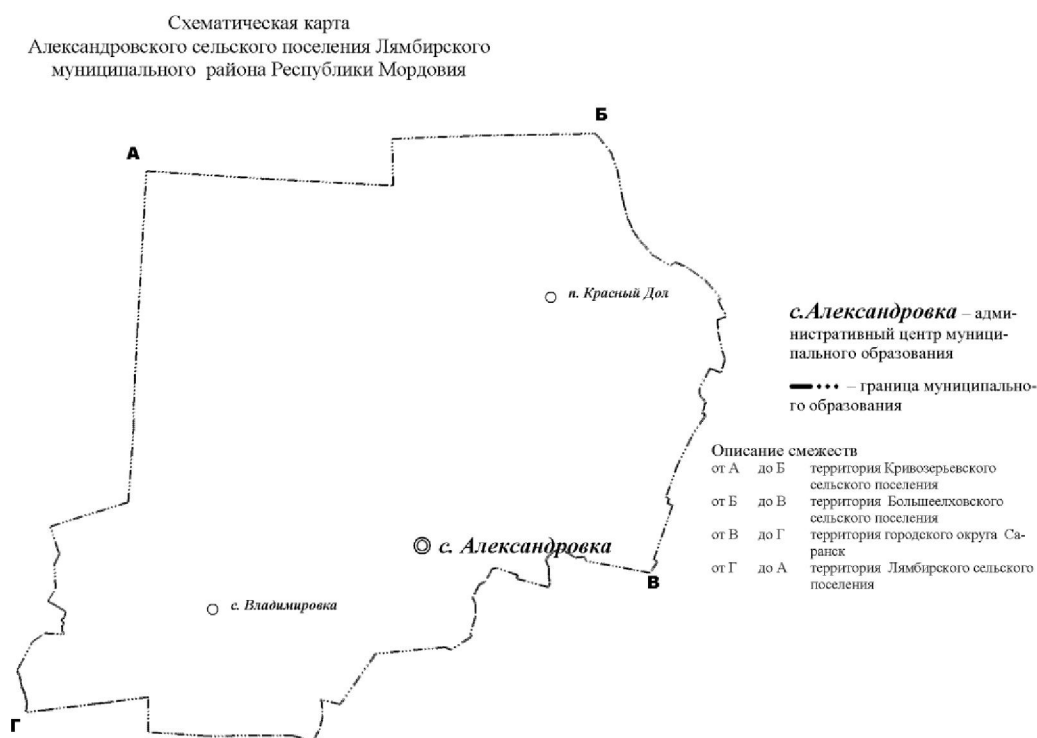 Схематическая карта
Александровского сельского поселения Лямбирского
муниципального района Республики Мордовия
Б
А
п. Красный Дол
с.Александровка – адми-
нистративный центр муници-
пального образования
– граница муниципально-
го образования
Описание смежеств
от А до Б территория Кривозерьевского
сельского поселения
от Б до В территория Большеелховского
сельского поселения
от В до Г территория городского округа Са-
ранск
от Г до А территория Лямбирского сельского
поселения
с. Александровка
В
с. Владимировка
Г